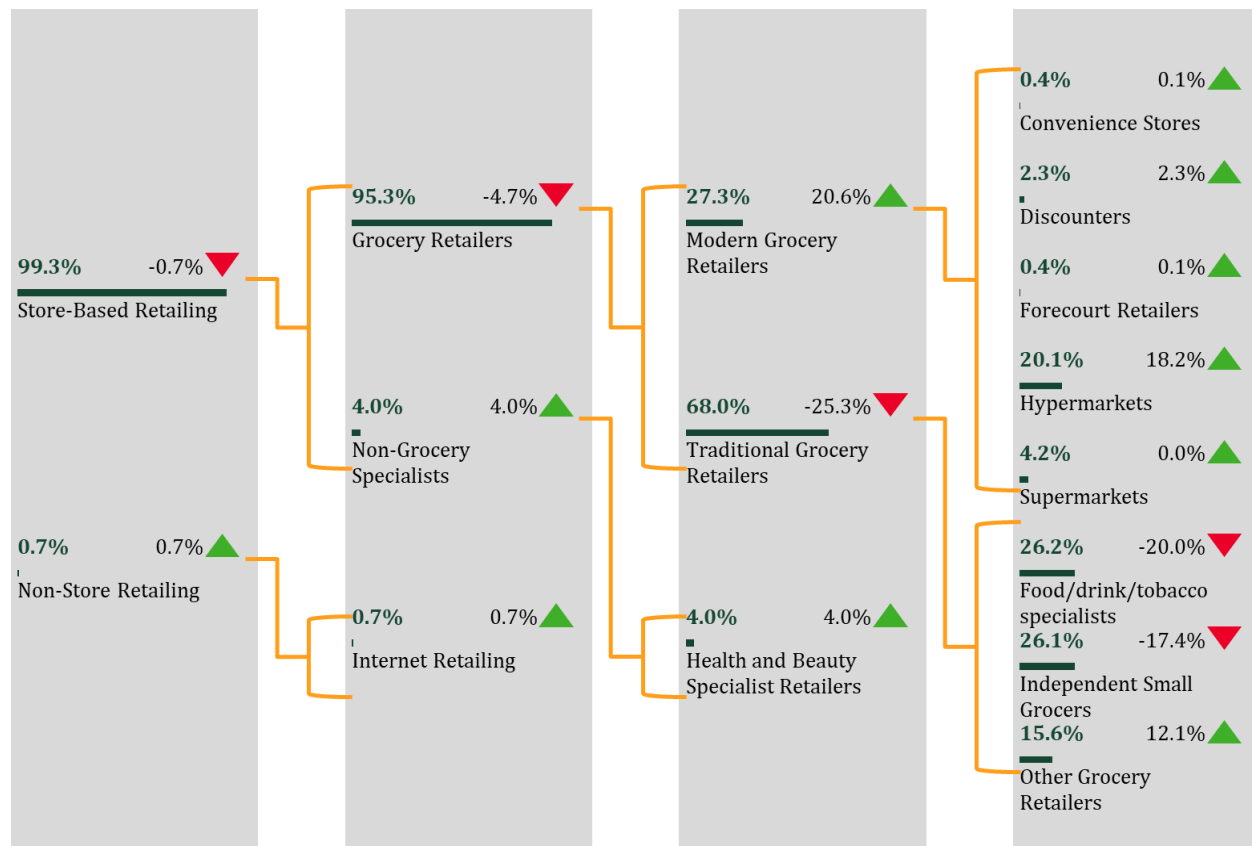 99.3% -0.7%
Store-Based Retailing
0.7% 0.7%
Non-Store Retailing
95.3% -4.7%
Grocery Retailers
4.0% 4.0%
Non-Grocery
Specialists
0.7% 0.7%
Internet Retailing
27.3% 20.6%
Modern Grocery
Retailers
68.0% -25.3%
Traditional Grocery
Retailers
4.0% 4.0%
Health and Beauty
Specialist Retailers
0.4% 0.1%
Convenience Stores
2.3% 2.3%
Discounters
0.4% 0.1%
Forecourt Retailers
20.1% 18.2%
Hypermarkets
4.2% 0.0%
Supermarkets
26.2% -20.0%
Food/drink/tobacco
specialists
26.1% -17.4%
Independent Small
Grocers
15.6% 12.1%
Other Grocery
Retailers